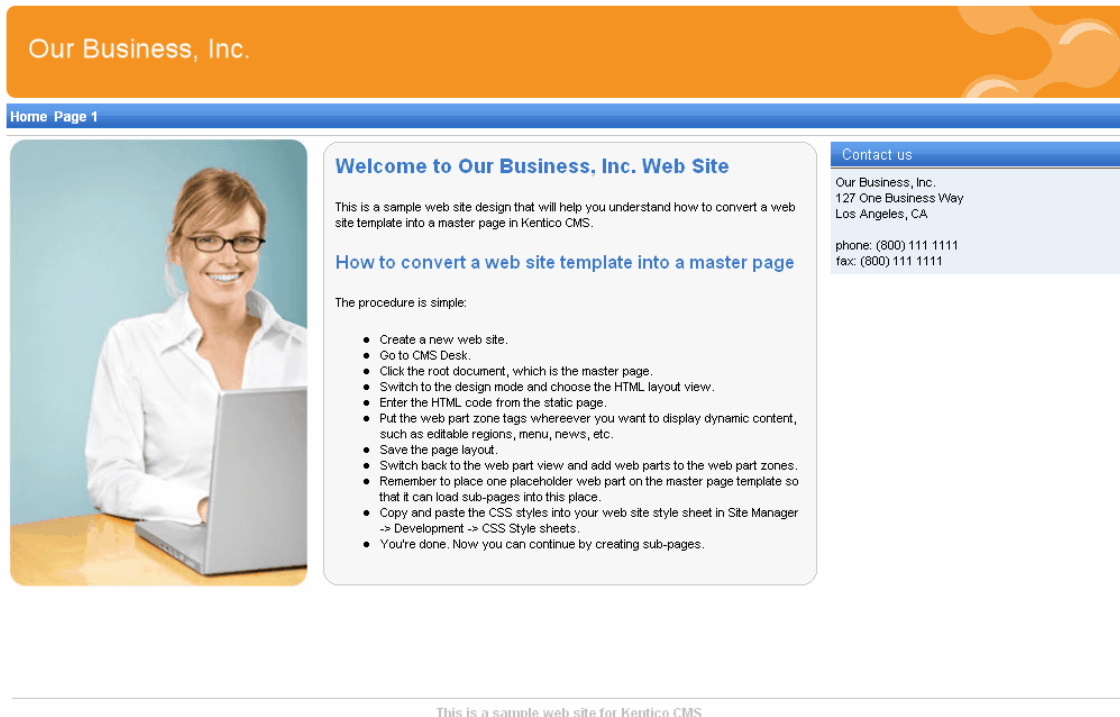 Our Business, Inc.
Home Page 1
Welcome to Our Business, Inc. Web Site
This is a sample web site design that will help you understand how to convert a web
site template into a master page in Kentico CMS.
How to convert a web site template into a master page
The procedure is simple:
● Create a new web site.
● Go to CMS Desk.
● Click the root document, which is the master page.
● Switch to the design mode and choose the HTML layout view.
● Enter the HTML code from the static page.
● Put the web part zone tags whereever you want to display dynamic content,
such as editable regions, menu, news, etc.
● Save the page layout.
● Switch back to the web part view and add web parts to the web part zones.
● Remember to place one placeholder web part on the master page template so
that it can load sub-pages into this place.
● Copy and paste the CSS styles into your web site style sheet in Site Manager
-> Development -> CSS Style sheets.
● You're done. Now you can continue by creating sub-pages.
Contact us
Our Business, Inc.
127 One Business Way
Los Angeles, CA
phone: (800) 111 1111
fax: (800) 111 1111
This is a sample web site for Kentico CMS